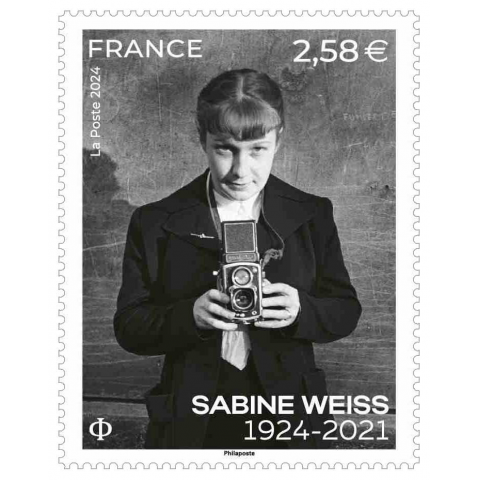 FRANCE
2,58 €
La Poste 2024
SABINE WEISS
1924-2021
Philaposte